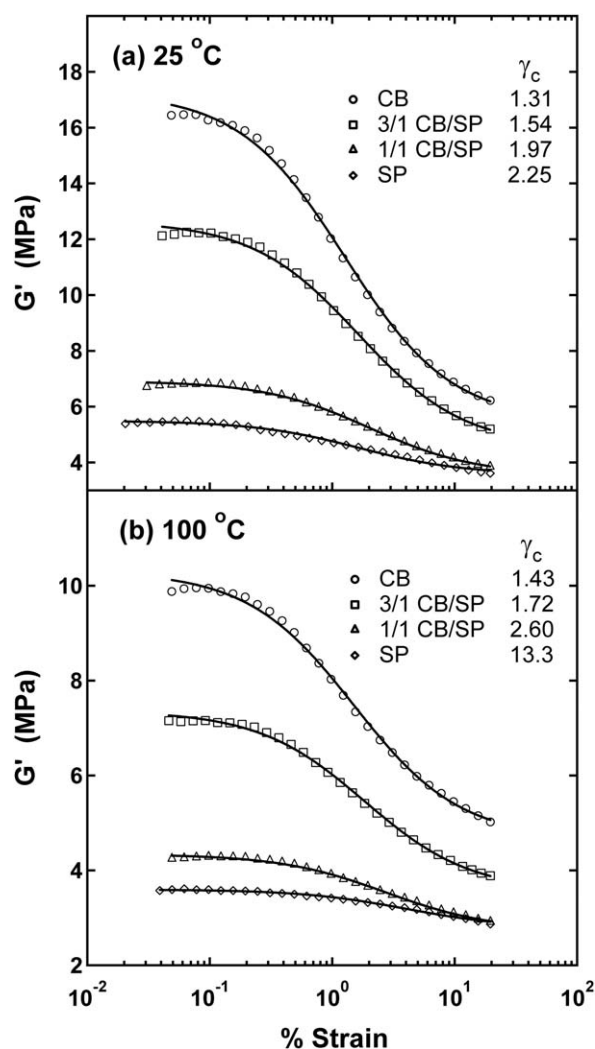 (a) 25 °C
γc
CB 1.31
3/1 CB/SP 1.54
1/1 CB/SP 1.97
SP 2.25
18
16
14
12
10
8
6
4
G' (MPa)
(b) 100 °C
γc
CB 1.43
3/1 CB/SP 1.72
1/1 CB/SP 2.60
SP 13.3
10
8
6
4
2
G' (MPa)
10⁻² 10⁻¹ 10⁰ 10¹ 10²
% Strain